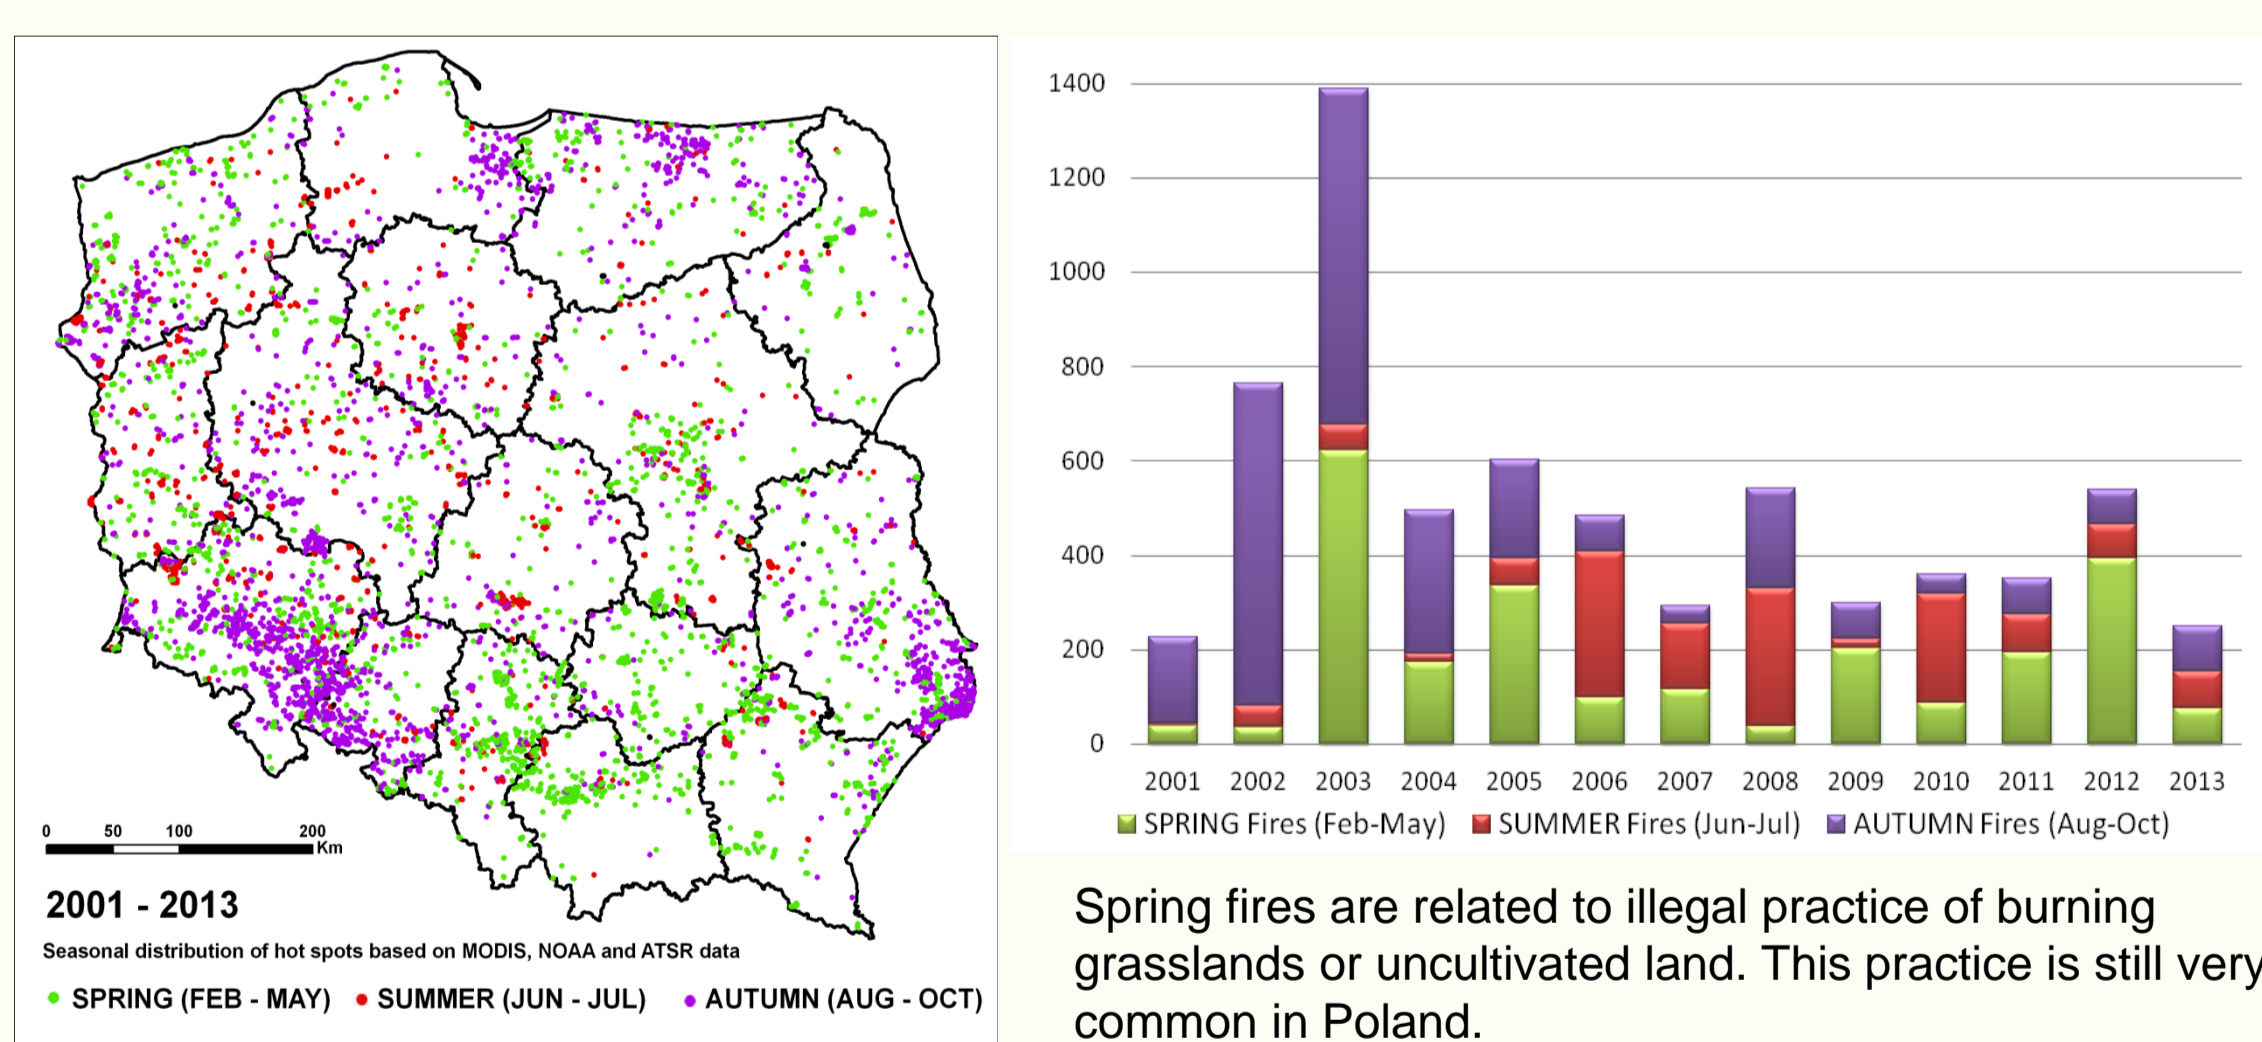 0 50 100 200
Km
2001 - 2013
Seasonal distribution of hot spots based on MODIS, NOAA and ATSR data
SPRING (FEB - MAY) SUMMER (JUN - JUL) AUTUMN (AUG - OCT)
1400
1200
1000
800
600
400
200
0
2001 2002 2003 2004 2005 2006 2007 2008 2009 2010 2011 2012 2013
SPRING Fires (Feb-May) SUMMER Fires (Jun-Jul) AUTUMN Fires (Aug-Oct)
Spring fires are related to illegal practice of burning
grasslands or uncultivated land. This practice is still very
common in Poland.